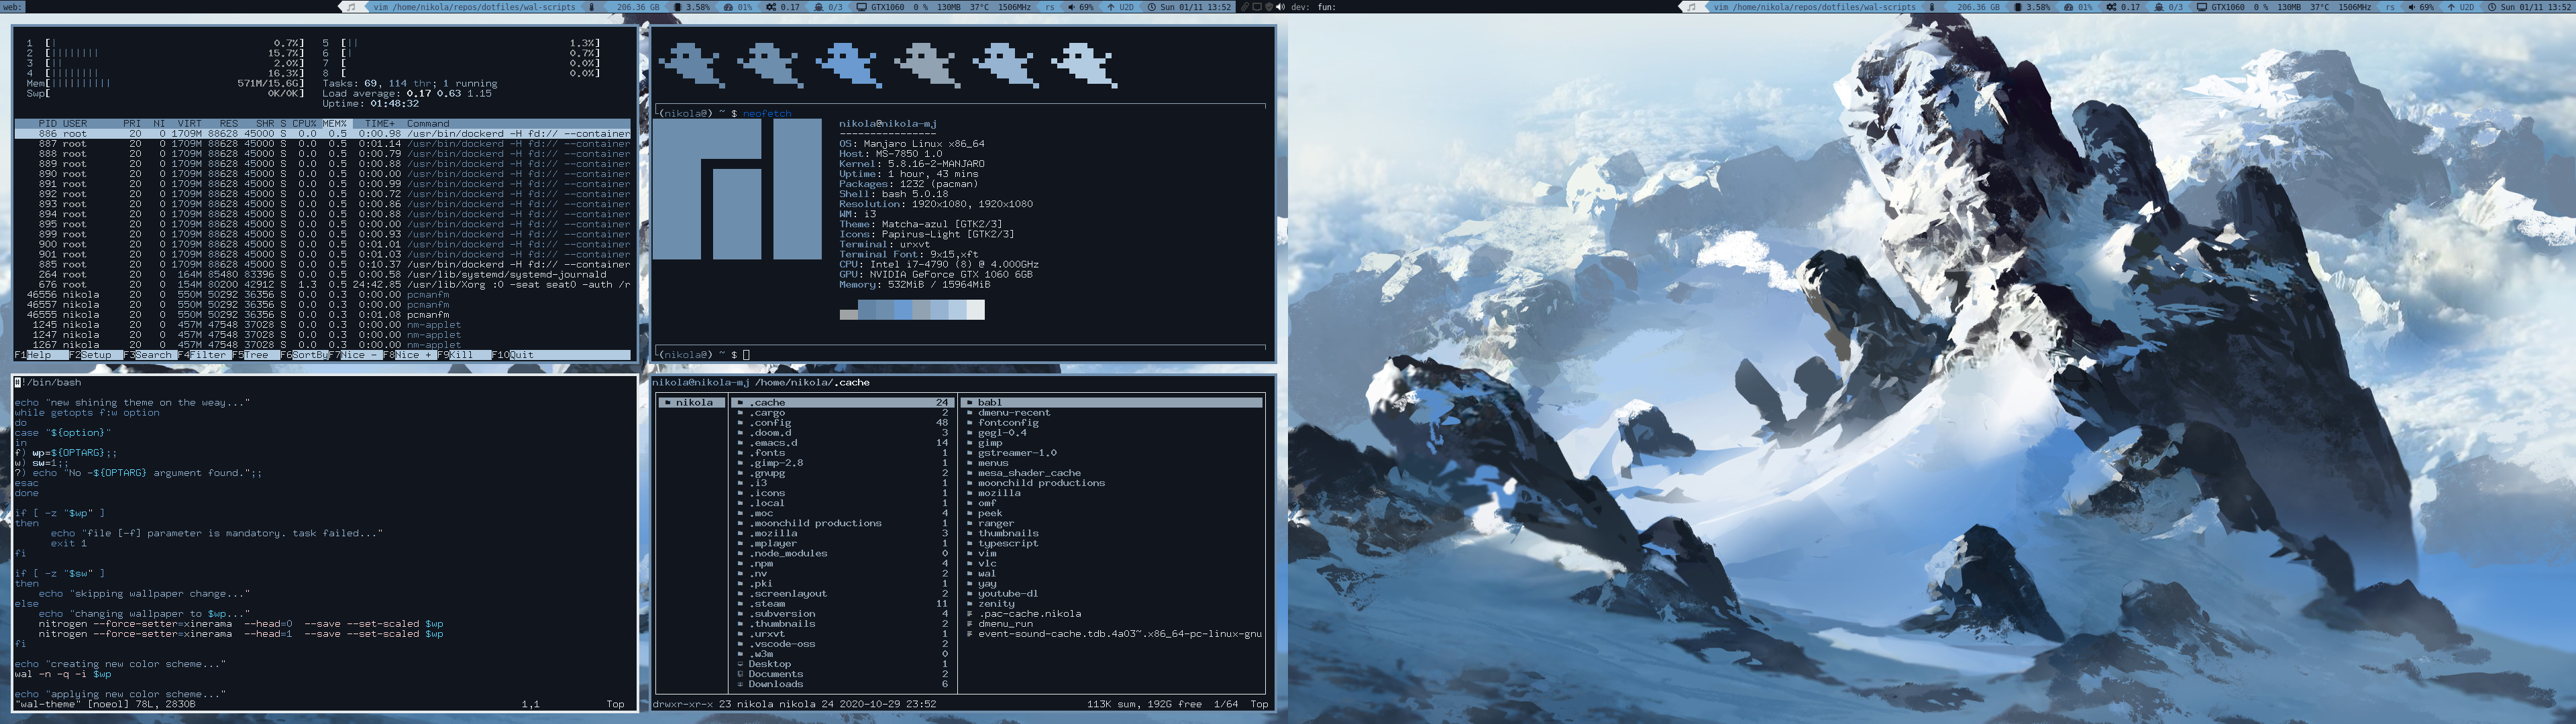 web:
vim /home/nikola/repos/dotfiles/wal-scripts 206.36 GB 3.58% 01% 0.17 0/3 GTX1060 0 % 130MB 37°C 1506MHz rs 69% U2D Sun 01/11 13:52
dev: fun:
vim /home/nikola/repos/dotfiles/wal-scripts 206.36 GB 3.58% 01% 0.17 0/3 GTX1060 0 % 130MB 37°C 1506MHz rs 69% U2D Sun 01/11 13:52
1 [| 0.7%] 5 [|| 1.3%]
2 [|||||||| 15.7%] 6 [| 0.7%]
3 [|| 2.0%] 7 [ 0.0%]
4 [|||||||| 16.3%] 8 [ 0.0%]
Mem[|||||||||| 571M/15.6G] Tasks: 69, 114 thr; 1 running
Swp[ 0K/0K] Load average: 0.17 0.63 1.15
Uptime: 01:48:32
PID USER PRI NI VIRT RES SHR S CPU% MEM% TIME+ Command
886 root 20 0 1709M 88628 45000 S 0.0 0.5 0:00.98 /usr/bin/dockerd -H fd:// --container
887 root 20 0 1709M 88628 45000 S 0.0 0.5 0:01.14 /usr/bin/dockerd -H fd:// --container
888 root 20 0 1709M 88628 45000 S 0.0 0.5 0:00.79 /usr/bin/dockerd -H fd:// --container
889 root 20 0 1709M 88628 45000 S 0.0 0.5 0:00.88 /usr/bin/dockerd -H fd:// --container
890 root 20 0 1709M 88628 45000 S 0.0 0.5 0:00.00 /usr/bin/dockerd -H fd:// --container
891 root 20 0 1709M 88628 45000 S 0.0 0.5 0:00.99 /usr/bin/dockerd -H fd:// --container
892 root 20 0 1709M 88628 45000 S 0.0 0.5 0:00.72 /usr/bin/dockerd -H fd:// --container
893 root 20 0 1709M 88628 45000 S 0.0 0.5 0:00.86 /usr/bin/dockerd -H fd:// --container
894 root 20 0 1709M 88628 45000 S 0.0 0.5 0:00.88 /usr/bin/dockerd -H fd:// --container
895 root 20 0 1709M 88628 45000 S 0.0 0.5 0:00.00 /usr/bin/dockerd -H fd:// --container
899 root 20 0 1709M 88628 45000 S 0.0 0.5 0:00.93 /usr/bin/dockerd -H fd:// --container
900 root 20 0 1709M 88628 45000 S 0.0 0.5 0:01.01 /usr/bin/dockerd -H fd:// --container
901 root 20 0 1709M 88628 45000 S 0.0 0.5 0:01.03 /usr/bin/dockerd -H fd:// --container
885 root 20 0 1709M 88628 45000 S 0.0 0.5 0:10.37 /usr/bin/dockerd -H fd:// --container
264 root 20 0 164M 85480 83396 S 0.0 0.5 0:00.58 /usr/lib/systemd/systemd-journald
676 root 20 0 154M 80200 42912 S 1.3 0.5 24:42.85 /usr/lib/Xorg :0 -seat seat0 -auth /r
46556 nikola 20 0 550M 50292 36356 S 0.0 0.3 0:00.00 pcmanfm
46557 nikola 20 0 550M 50292 36356 S 0.0 0.3 0:00.00 pcmanfm
46555 nikola 20 0 550M 50292 36356 S 0.0 0.3 0:01.08 pcmanfm
1245 nikola 20 0 457M 47548 37028 S 0.0 0.3 0:00.00 nm-applet
1247 nikola 20 0 457M 47548 37028 S 0.0 0.3 0:00.00 nm-applet
1267 nikola 20 0 457M 47548 37028 S 0.0 0.3 0:00.00 nm-applet
F1Help F2Setup F3Search F4Filter F5Tree F6SortBy F7Nice - F8Nice + F9Kill F10Quit
(nikola@) ~ $ neofetch
nikola@nikola-mj
----------------
OS: Manjaro Linux x86_64
Host: MS-7850 1.0
Kernel: 5.8.16-2-MANJARO
Uptime: 1 hour, 43 mins
Packages: 1232 (pacman)
Shell: bash 5.0.18
Resolution: 1920x1080, 1920x1080
WM: i3
Theme: Matcha-azul [GTK2/3]
Icons: Papirus-Light [GTK2/3]
Terminal: urxvt
Terminal Font: 9x15,xft
CPU: Intel i7-4790 (8) @ 4.000GHz
GPU: NVIDIA GeForce GTX 1060 6GB
Memory: 532MiB / 15964MiB
(nikola@) ~ $
#!/bin/bash
echo "new shining theme on the weay..."
while getopts f:w option
do
case "${option}"
in
f) wp=${OPTARG};;
w) sw=1;;
?) echo "No -${OPTARG} argument found.";;
esac
done
if [ -z "$wp" ]
then
echo "file [-f] parameter is mandatory. task failed..."
exit 1
fi
if [ -z "$sw" ]
then
echo "skipping wallpaper change..."
else
echo "changing wallpaper to $wp..."
nitrogen --force-setter=xinerama --head=0 --save --set-scaled $wp
nitrogen --force-setter=xinerama --head=1 --save --set-scaled $wp
fi
echo "creating new color scheme..."
wal -n -q -i $wp
echo "applying new color scheme..."
"wal-theme" [noeol] 78L, 2830B 1,1 Top
nikola@nikola-mj /home/nikola/.cache
nikola .cache 24 babl
.cargo 2 dmenu-recent
.config 48 fontconfig
.doom.d 3 gegl-0.4
.emacs.d 14 gimp
.fonts 1 gstreamer-1.0
.gimp-2.8 1 menus
.gnupg 2 mesa_shader_cache
.i3 1 moonchild productions
.icons 1 mozilla
.local 1 omf
.moc 4 peek
.moonchild productions 1 ranger
.mozilla 3 thumbnails
.mplayer 1 typescript
.node_modules 0 vim
.npm 4 vlc
.nv 2 wal
.pki 1 yay
.screenlayout 2 youtube-dl
.steam 11 zenity
.subversion 4 .pac-cache.nikola
.thumbnails 2 dmenu_run
.urxvt 1 event-sound-cache.tdb.4a03~.x86_64-pc-linux-gnu
.vscode-oss 2
.w3m 0
Desktop 1
Documents 2
Downloads 6
drwxr-xr-x 23 nikola nikola 24 2020-10-29 23:52 113K sum, 192G free 1/64 Top